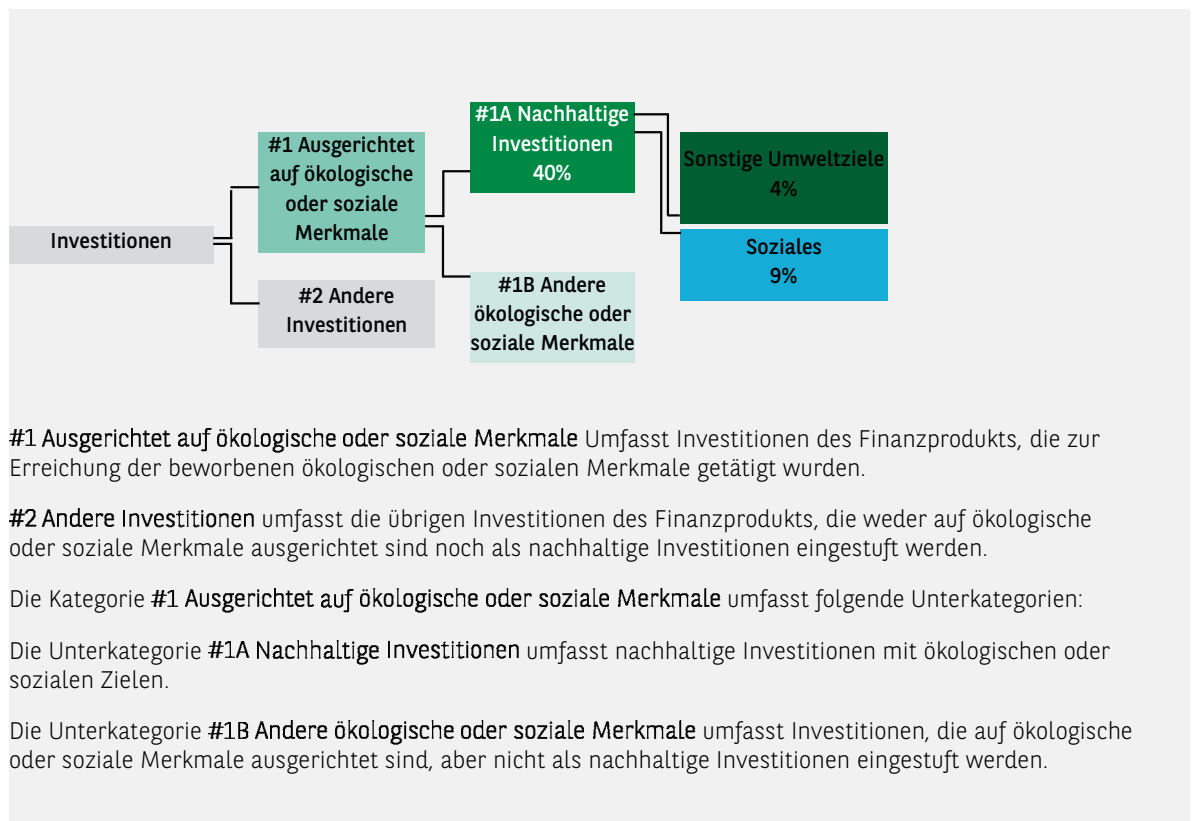 #1A Nachhaltige
Investitionen
40%
#1 Ausgerichtet
auf ökologische
oder soziale
Merkmale
Sonstige Umweltziele
4%
Investitionen
Soziales
9%
#2 Andere
Investitionen
#1B Andere
ökologische oder
soziale Merkmale
#1 Ausgerichtet auf ökologische oder soziale Merkmale Umfasst Investitionen des Finanzprodukts, die zur
Erreichung der beworbenen ökologischen oder sozialen Merkmale getätigt wurden.
#2 Andere Investitionen umfasst die übrigen Investitionen des Finanzprodukts, die weder auf ökologische
oder soziale Merkmale ausgerichtet sind noch als nachhaltige Investitionen eingestuft werden.
Die Kategorie #1 Ausgerichtet auf ökologische oder soziale Merkmale umfasst folgende Unterkategorien:
Die Unterkategorie #1A Nachhaltige Investitionen umfasst nachhaltige Investitionen mit ökologischen oder
sozialen Zielen.
Die Unterkategorie #1B Andere ökologische oder soziale Merkmale umfasst Investitionen, die auf ökologische
oder soziale Merkmale ausgerichtet sind, aber nicht als nachhaltige Investitionen eingestuft werden.